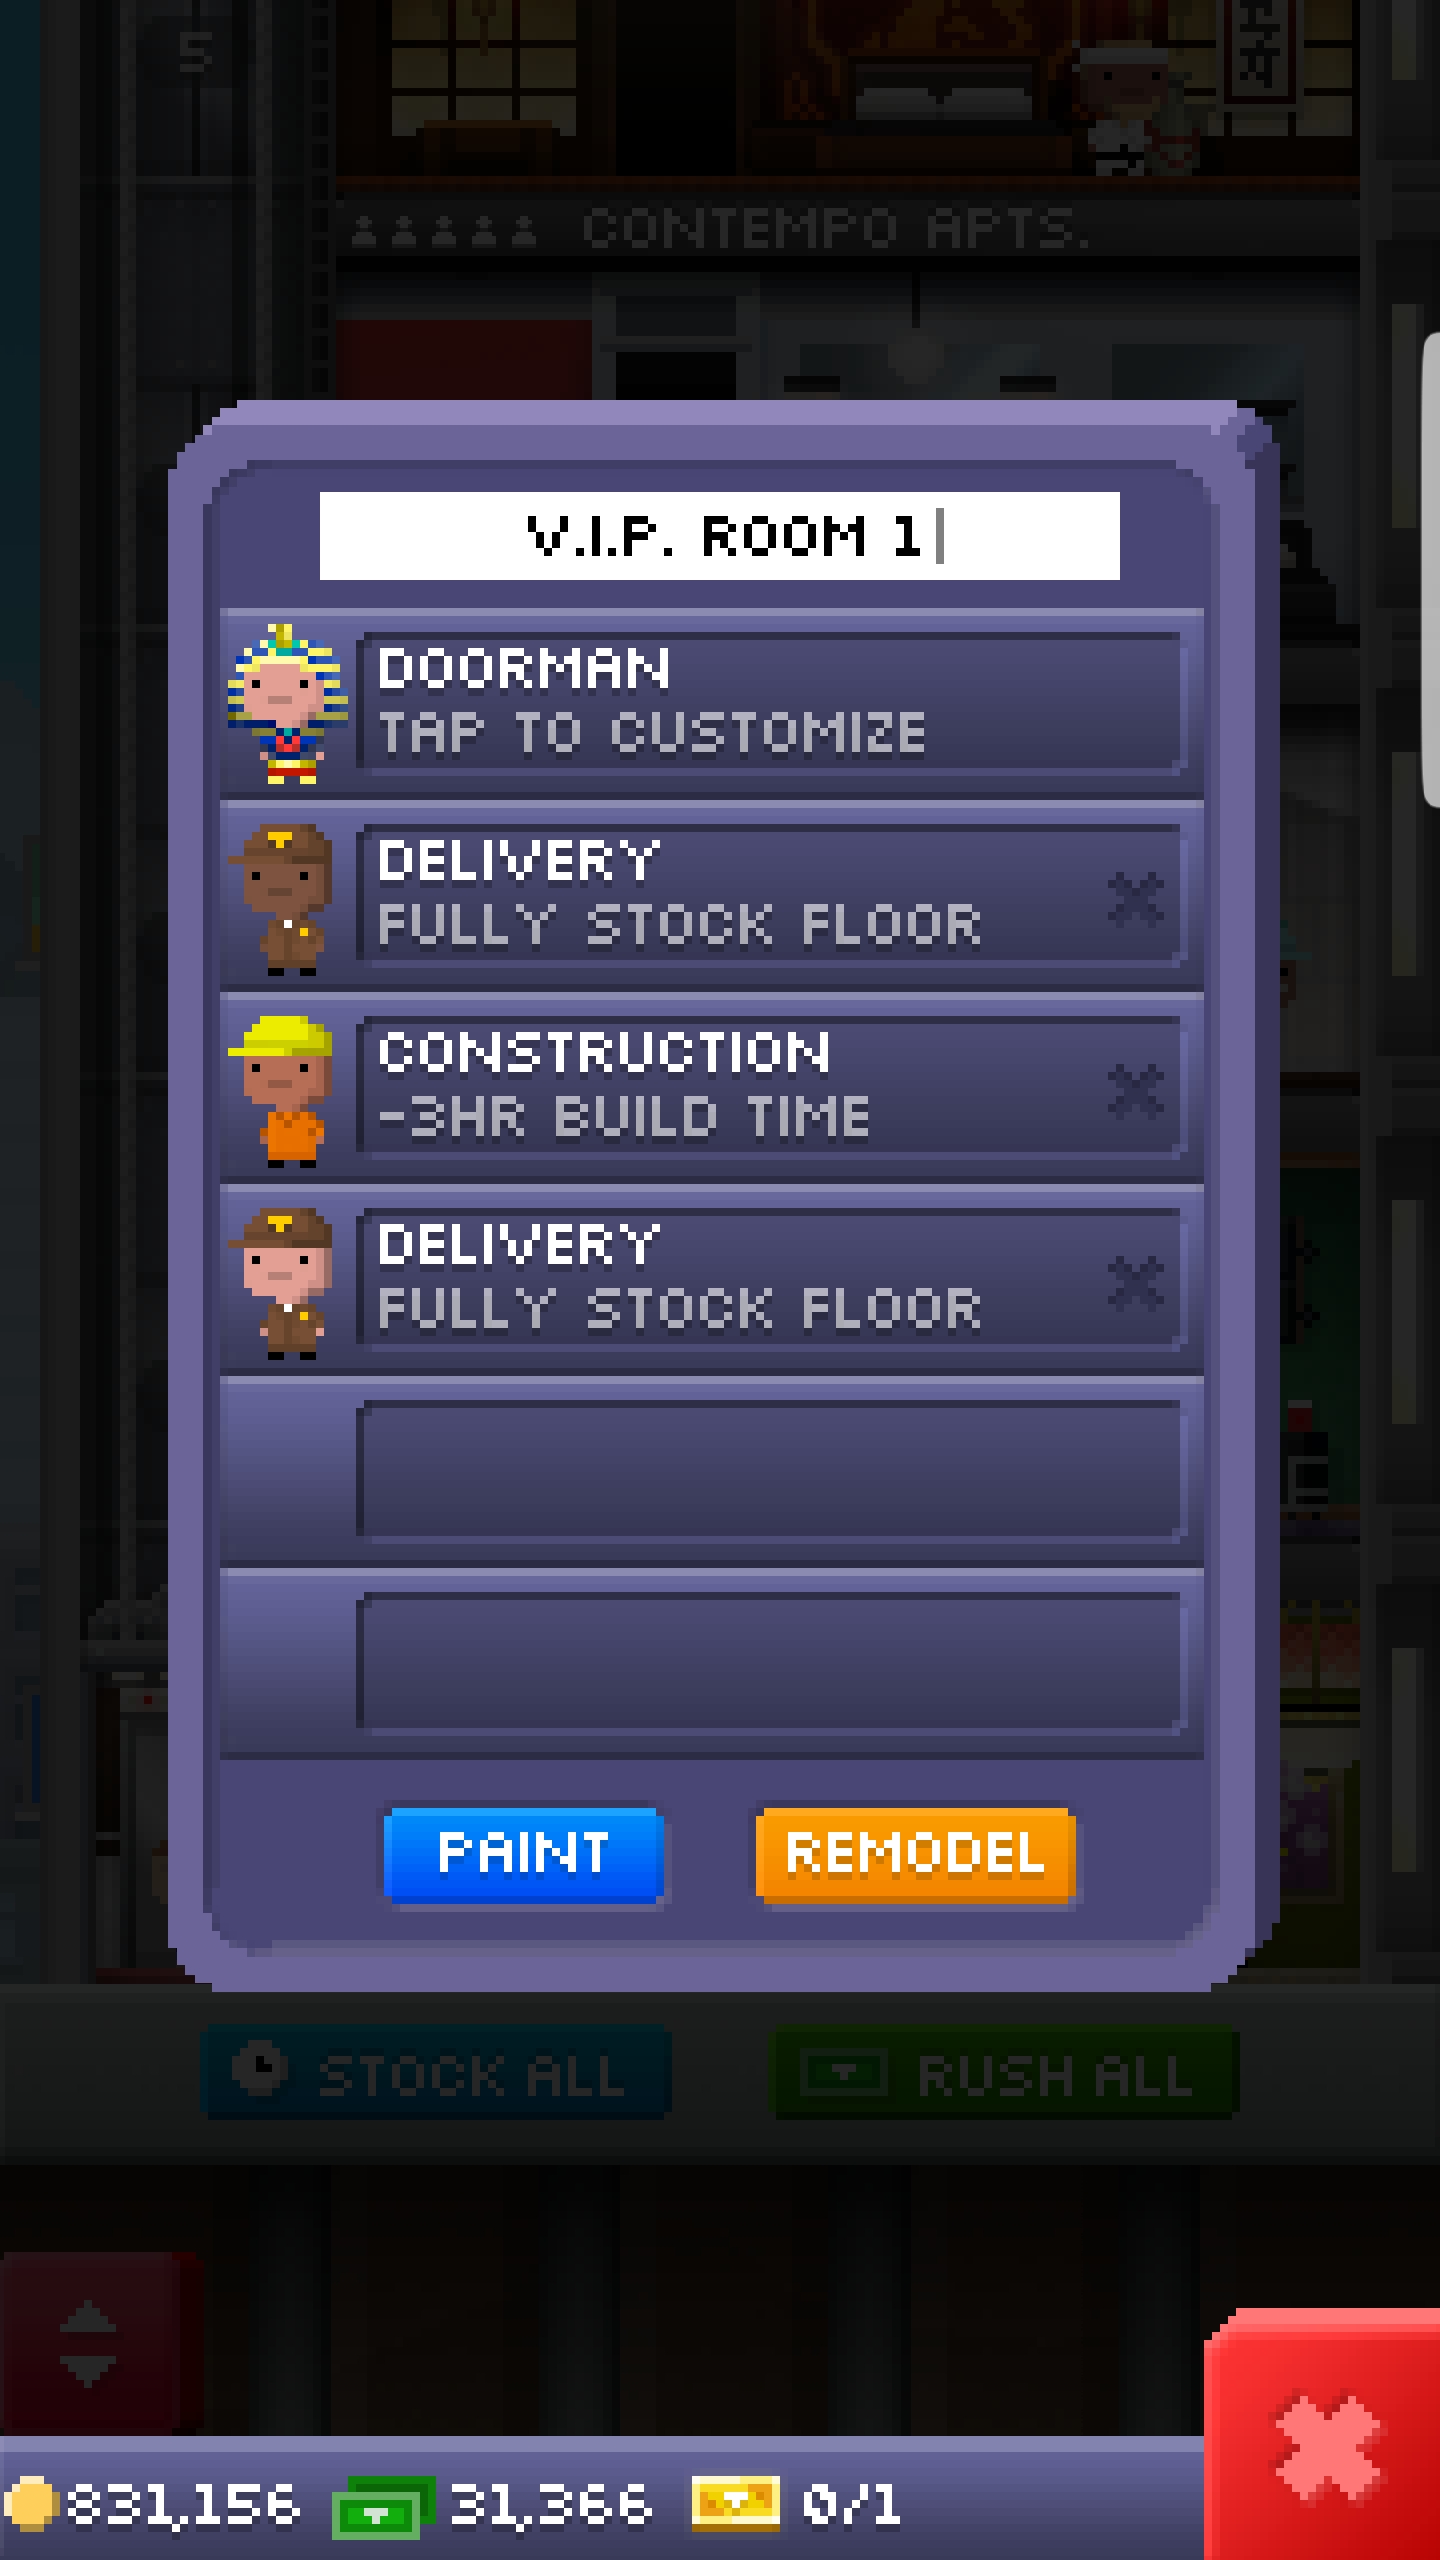 5
CONTEMPO APTS.
V.I.P. ROOM 1
DOORMAN
TAP TO CUSTOMIZE
DELIVERY
FULLY STOCK FLOOR
CONSTRUCTION
-3HR BUILD TIME
DELIVERY
FULLY STOCK FLOOR
PAINT
REMODEL
STOCK ALL
RUSH ALL
831,156
31,366
0/1